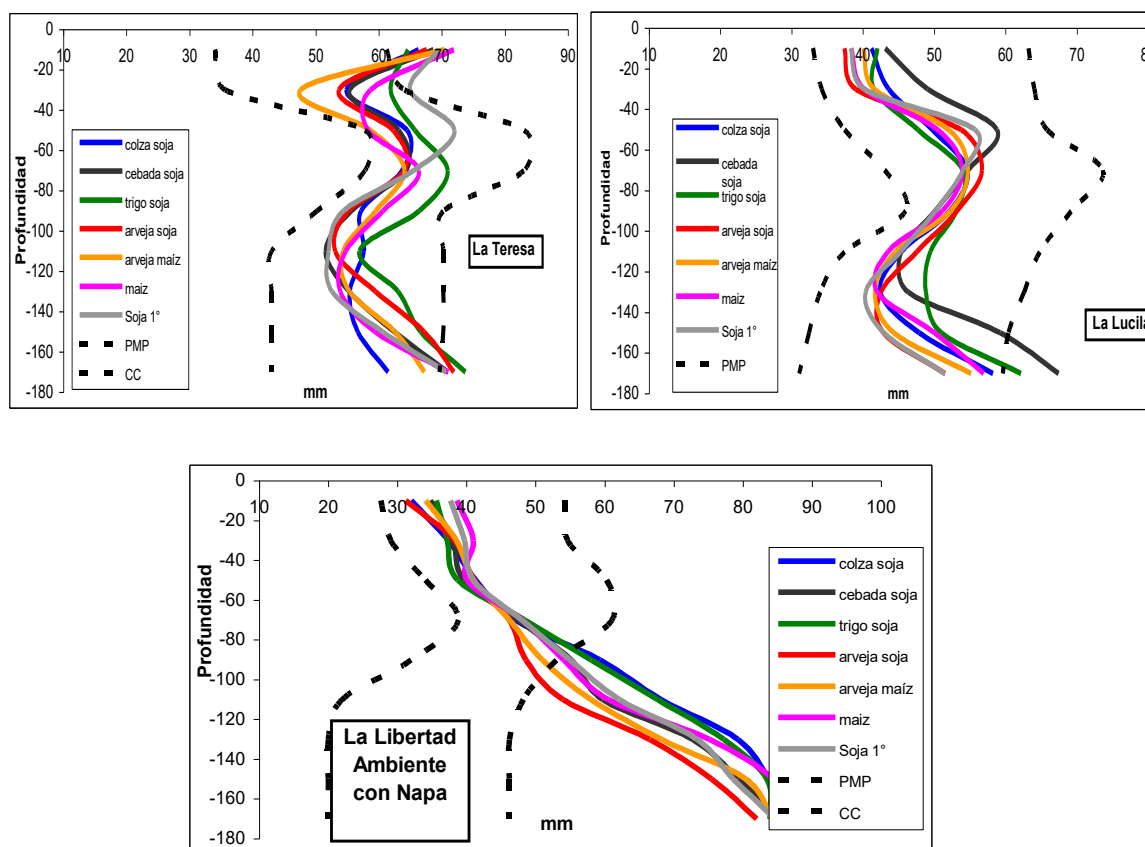 0
10 20 30 40 50 60 70 80 90
-20
-40
-60
-80
-100
-120
-140
-160
-180
Profundidad
mm
colza soja
cebada soja
trigo soja
arveja soja
arveja maíz
maiz
Soja 1°
PMP
CC
La Teresa
0
10 20 30 40 50 60 70 80
-20
-40
-60
-80
-100
-120
-140
-160
-180
Profundidad
mm
colza soja
cebada
soja
trigo soja
arveja soja
arveja maíz
maiz
Soja 1°
PMP
La Lucila
0
10 20 30 40 50 60 70 80 90 100
-20
-40
-60
-80
-100
-120
-140
-160
-180
Profundidad
mm
colza soja
cebada soja
trigo soja
arveja soja
arveja maíz
maiz
Soja 1°
PMP
CC
La Libertad
Ambiente
con Napa